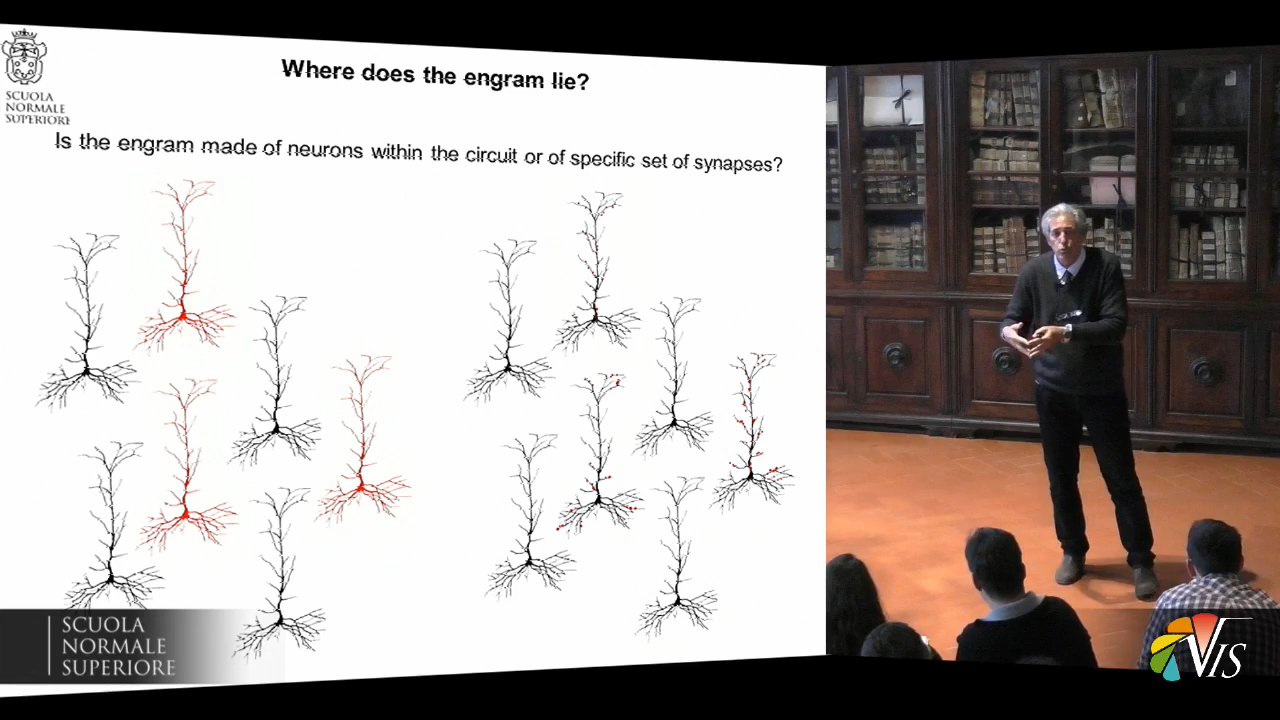 SCUOLA
NORMALE
SUPERIORE
Where does the engram lie?
Is the engram made of neurons within the circuit or of specific set of synapses?
SCUOLA
NORMALE
SUPERIORE
VIS